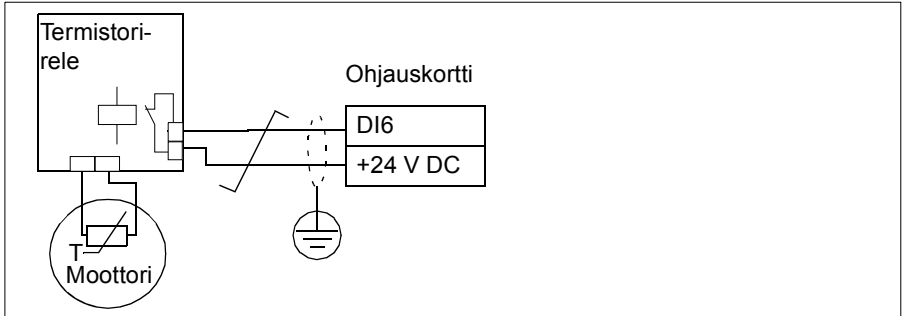 Termistori-
rele
Ohjauskortti
DI6
+24 V DC
T
Moottori